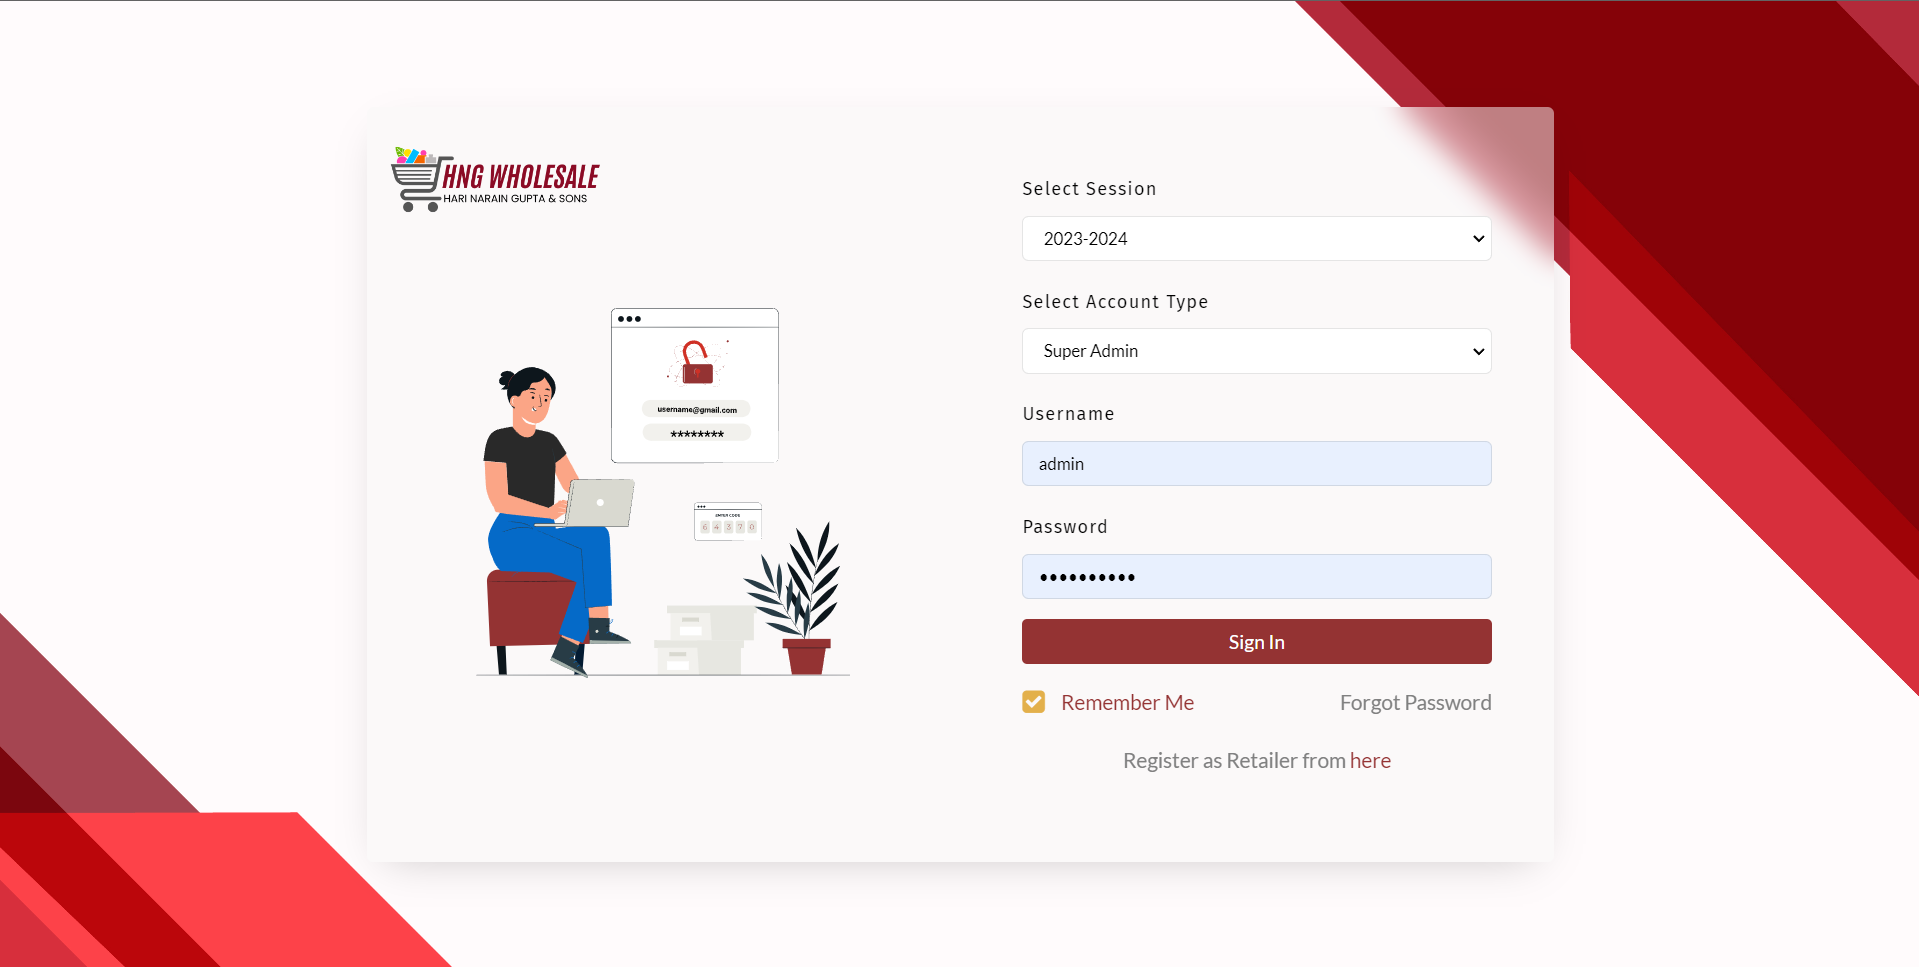 HNG WHOLESALE
HARI NARAIN GUPTA & SONS
username@gmail.com
********
ENTER CODE
6 4 3 7 0
Select Session
2023-2024
Select Account Type
Super Admin
Username
admin
Password
••••••••••
Sign In
Remember Me
Forgot Password
Register as Retailer from here